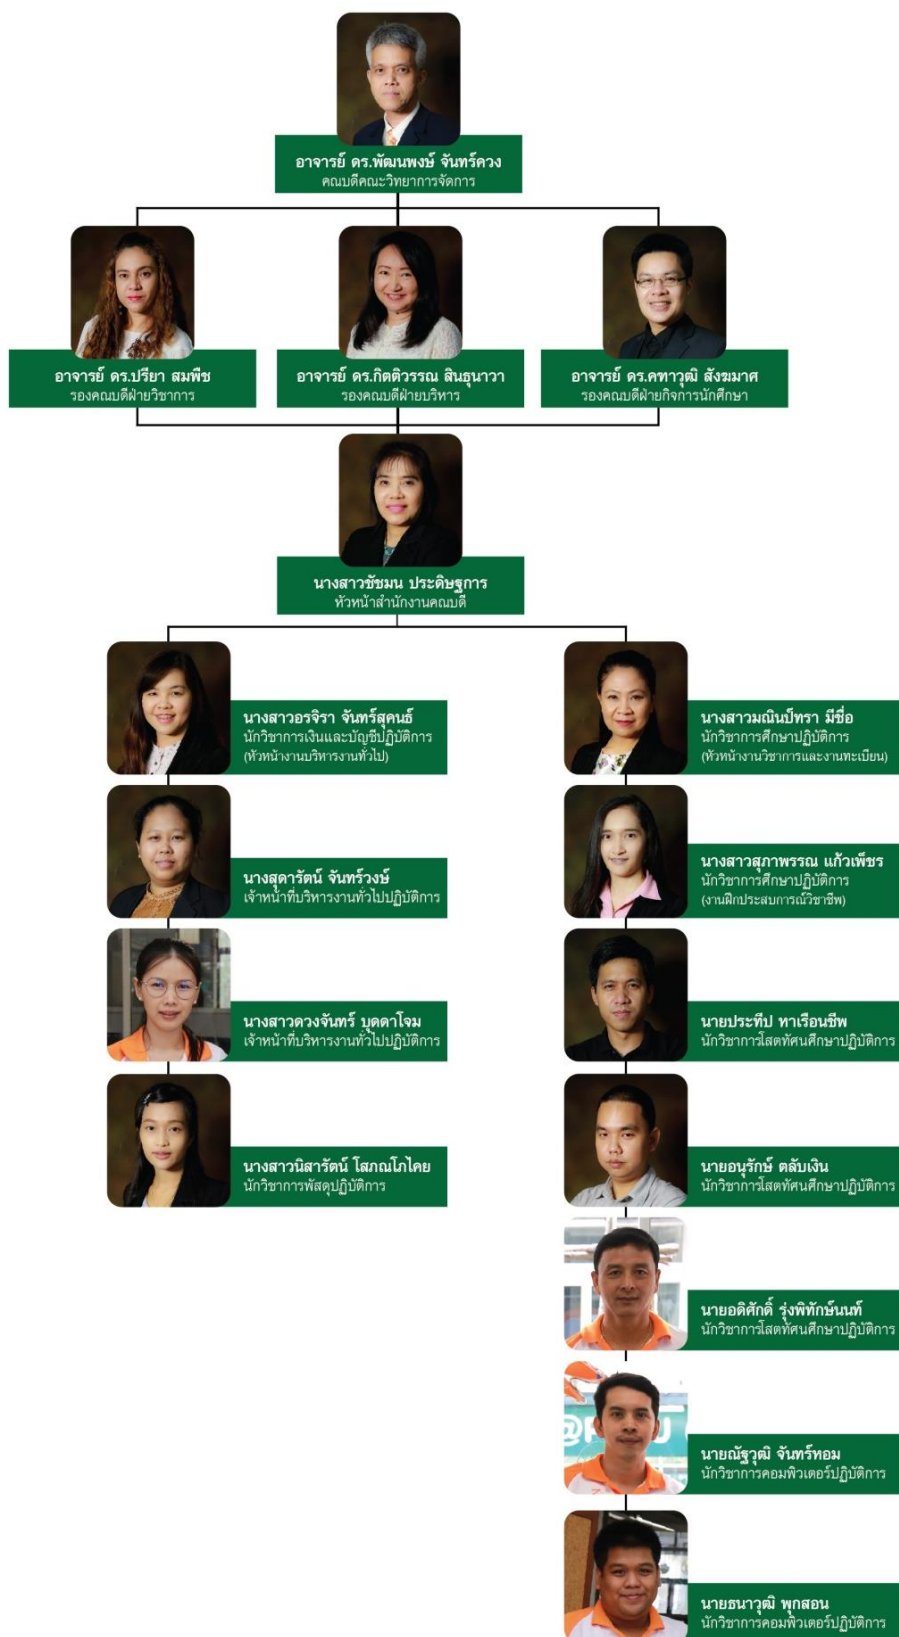 อาจารย์ ดร.พัฒนพงษ์ จันทร์ควง
คณบดีคณะวิทยาการจัดการ
อาจารย์ ดร.ปรียา สมพืช
รองคณบดีฝ่ายวิชาการ
อาจารย์ ดร.กิตติวรรณ สินธุนาวา
รองคณบดีฝ่ายบริหาร
อาจารย์ ดร.คฑาวุฒิ สังฆมาศ
รองคณบดีฝ่ายกิจการนักศึกษา
นางสาวชัชมน ประดิษฐการ
หัวหน้าสำนักงานคณบดี
นางสาวอรจิรา จันทร์สุคนธ์
นักวิชาการเงินและบัญชีปฏิบัติการ
(หัวหน้างานบริหารงานทั่วไป)
นางสุดารัตน์ จันทร์วงษ์
เจ้าหน้าที่บริหารงานทั่วไปปฏิบัติการ
นางสาวดวงจันทร์ บุดดาโจม
เจ้าหน้าที่บริหารงานทั่วไปปฏิบัติการ
นางสาวนิสารัตน์ โสภณโภไคย
นักวิชาการพัสดุปฏิบัติการ
นางสาวมณินป์ทรา มีชื่อ
นักวิชาการศึกษาปฏิบัติการ
(หัวหน้างานวิชาการและงานทะเบียน)
นางสาวสุภาพรรณ แก้วเพ็ชร
นักวิชาการศึกษาปฏิบัติการ
(งานฝึกประสบการณ์วิชาชีพ)
นายประทีป หาเรือนชีพ
นักวิชาการโสตทัศนศึกษาปฏิบัติการ
นายอนุรักษ์ ตลับเงิน
นักวิชาการโสตทัศนศึกษาปฏิบัติการ
นายอดิศักดิ์ รุ่งพิทักษ์นนท์
นักวิชาการโสตทัศนศึกษาปฏิบัติการ
นายณัฐวุฒิ จันทร์หอม
นักวิชาการคอมพิวเตอร์ปฏิบัติการ
นายธนาวุฒิ พุกสอน
นักวิชาการคอมพิวเตอร์ปฏิบัติการ